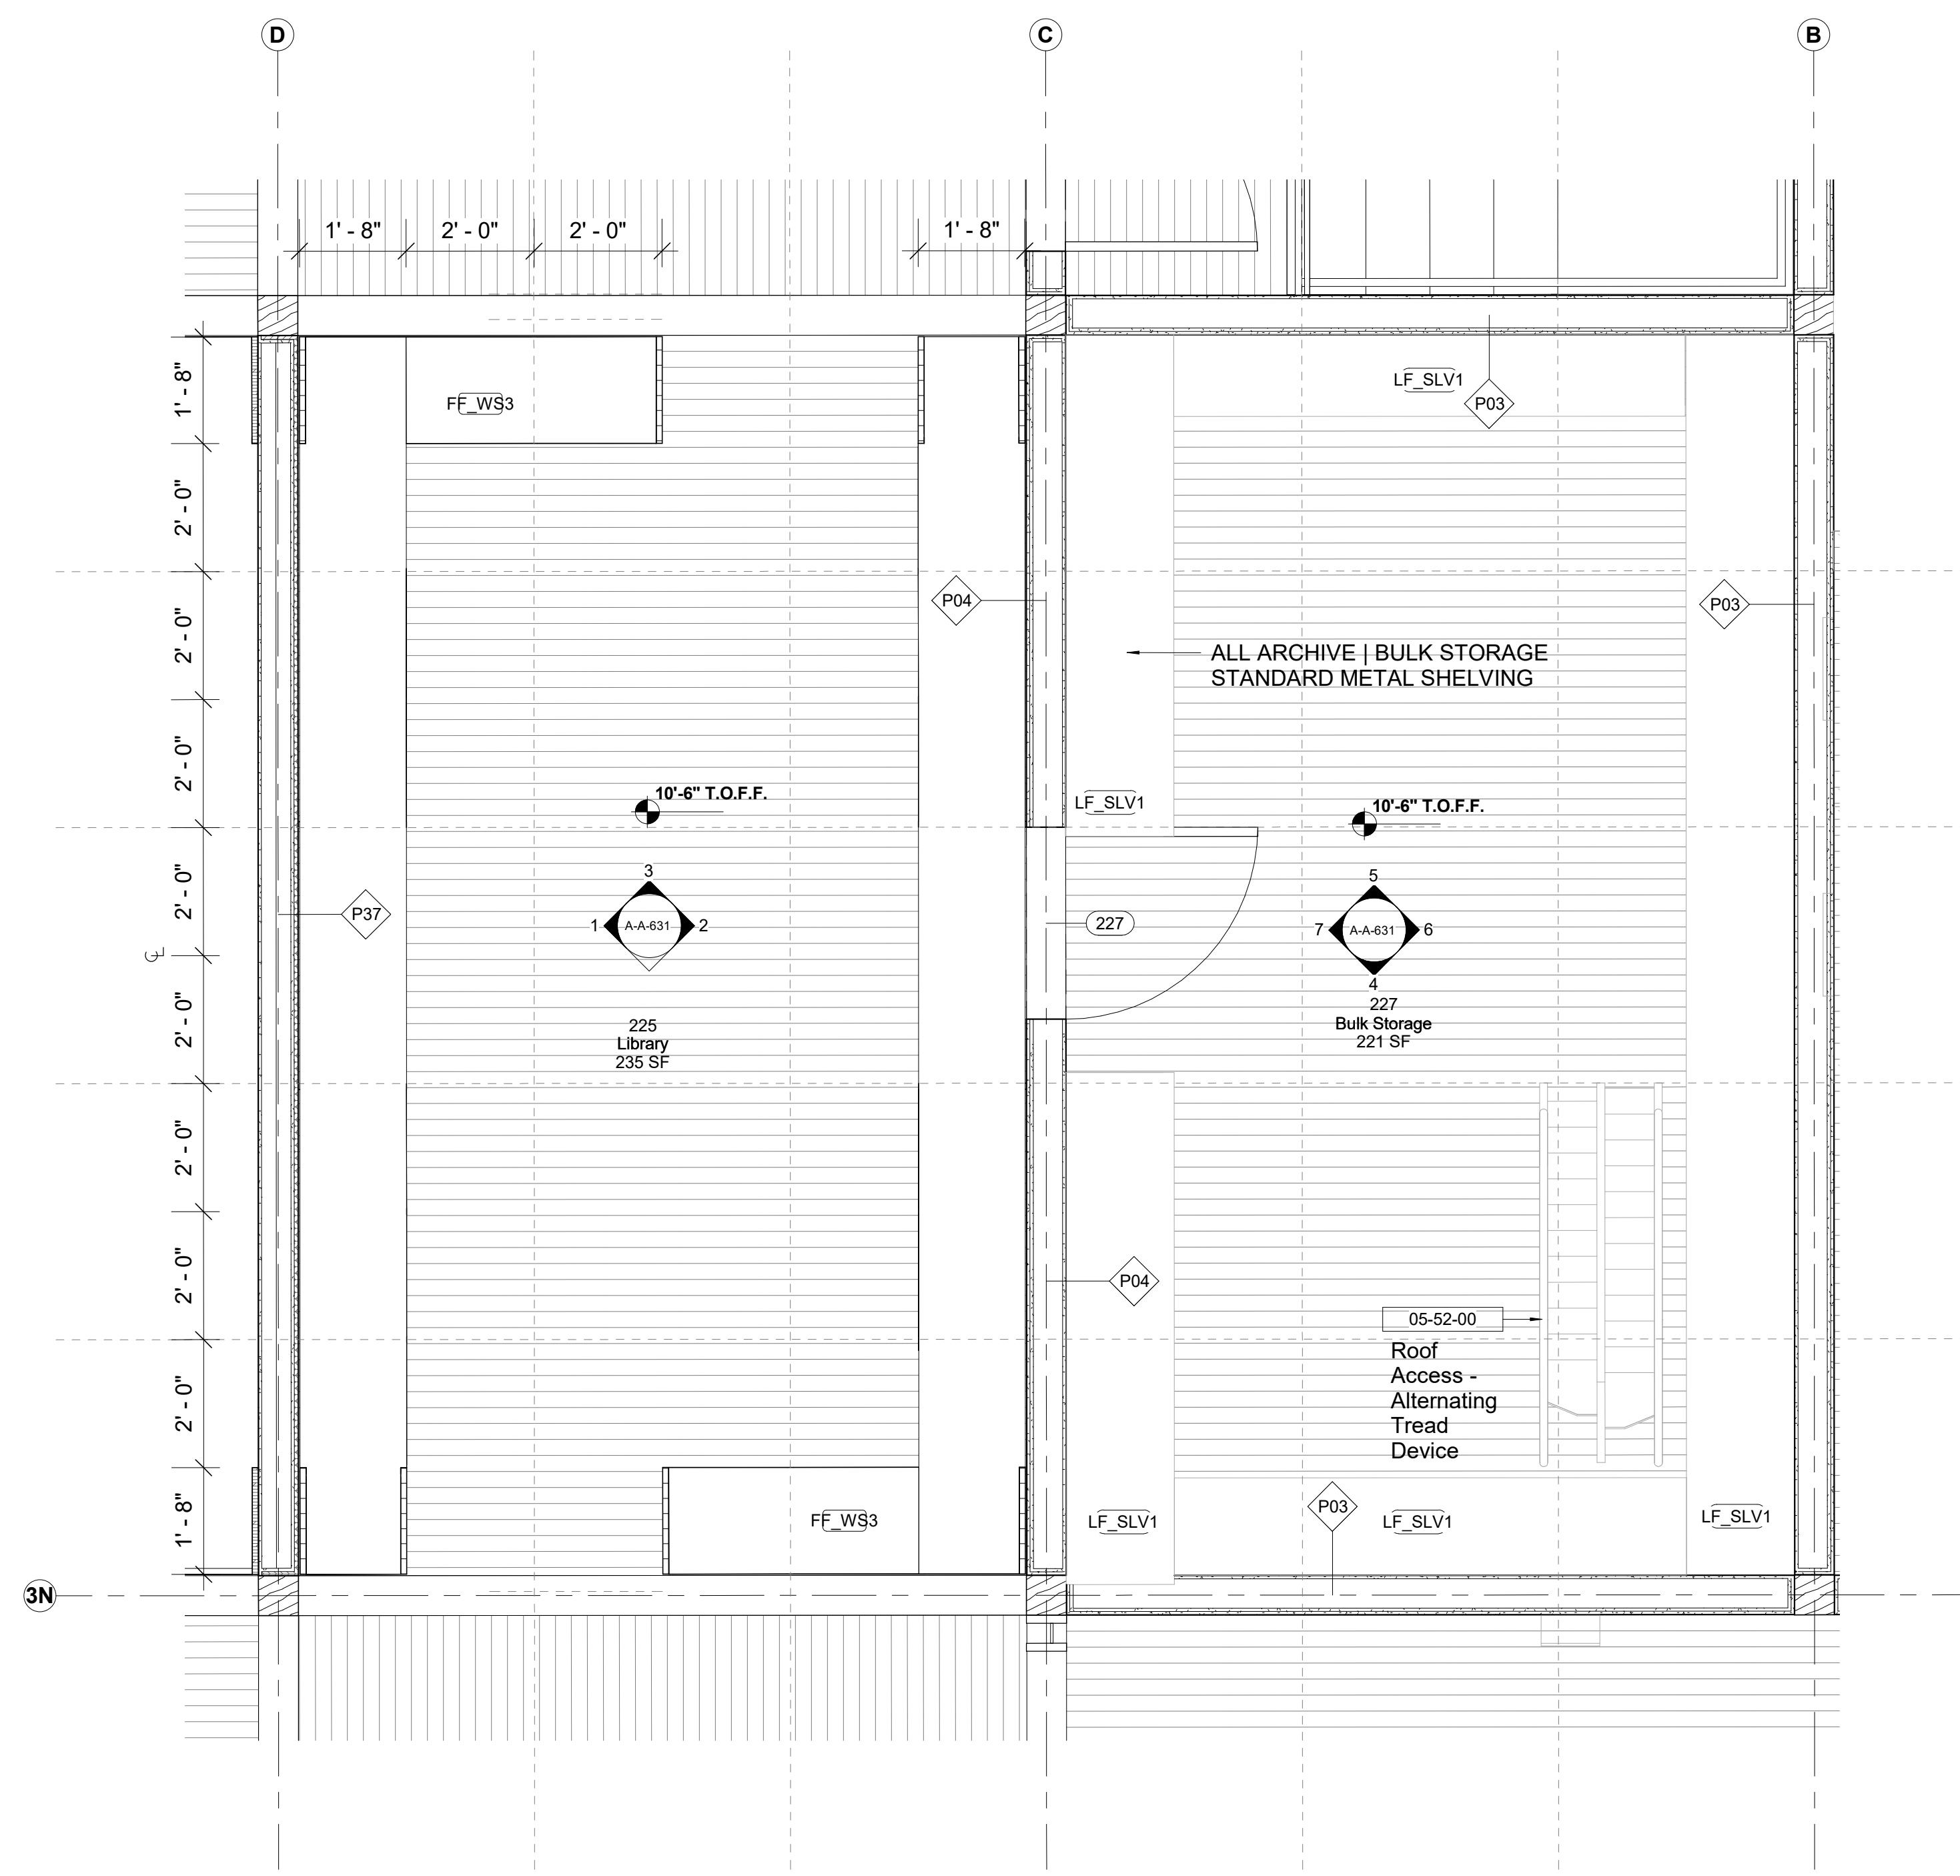 D
C
B
1' - 8"
2' - 0"
2' - 0"
1' - 8"
1' - 8"
2' - 0"
2' - 0"
2' - 0"
2' - 0"
2' - 0"
2' - 0"
2' - 0"
2' - 0"
1' - 8"
CL
FF_WS3
LF_SLV1
P03
P04
P03
ALL ARCHIVE | BULK STORAGE
STANDARD METAL SHELVING
10'-6" T.O.F.F.
LF_SLV1
10'-6" T.O.F.F.
P37
3
1
A-A-631
2
227
5
7
A-A-631
6
4
225
Library
235 SF
227
Bulk Storage
221 SF
P04
05-52-00
Roof
Access -
Alternating
Tread
Device
FF_WS3
LF_SLV1
P03
LF_SLV1
LF_SLV1
3N